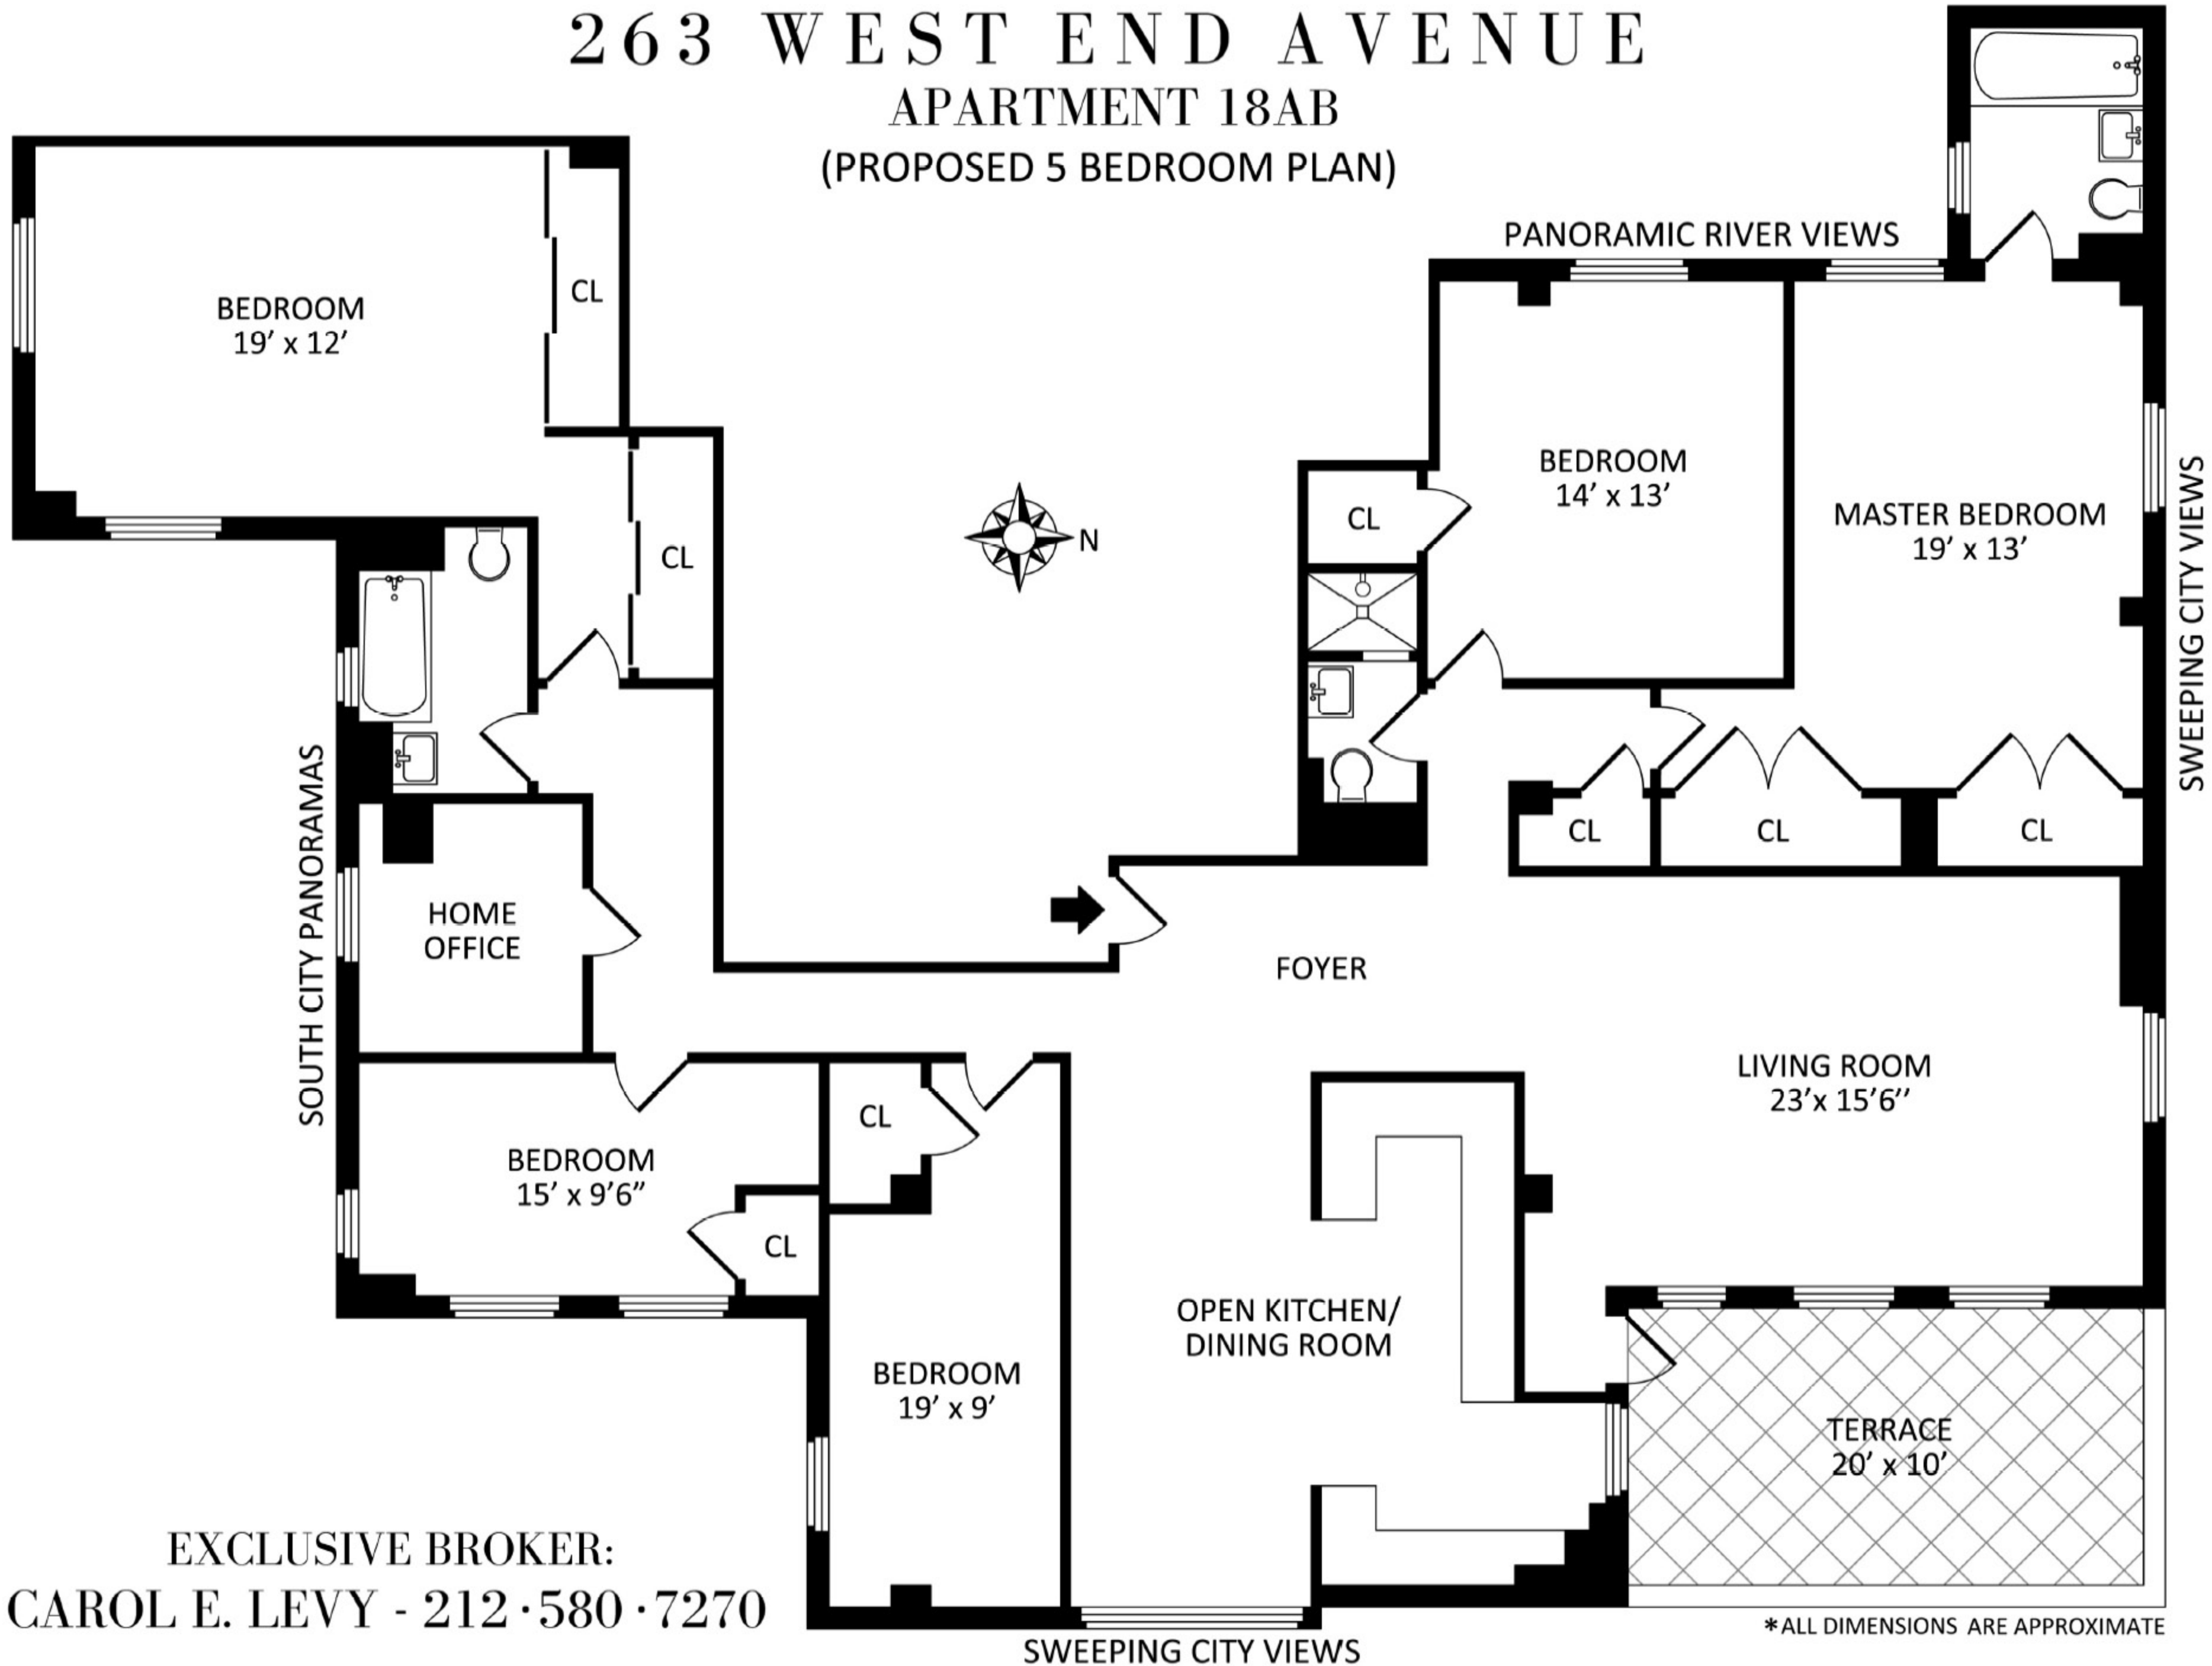 263 WEST END AVENUE
APARTMENT 18AB
(PROPOSED 5 BEDROOM PLAN)
PANORAMIC RIVER VIEWS
BEDROOM
19’ x 12’
CL
CL
N
CL
BEDROOM
14’ x 13’
MASTER BEDROOM
19’ x 13’
SWEEPING CITY VIEWS
CL
CL
CL
SOUTH CITY PANORAMAS
HOME
OFFICE
FOYER
LIVING ROOM
23’x 15’6’’
CL
BEDROOM
15’ x 9’6”
CL
OPEN KITCHEN/
DINING ROOM
BEDROOM
19’ x 9’
TERRACE
20’ x 10’
EXCLUSIVE BROKER:
CAROL E. LEVY - 212·580·7270
SWEEPING CITY VIEWS
*ALL DIMENSIONS ARE APPROXIMATE